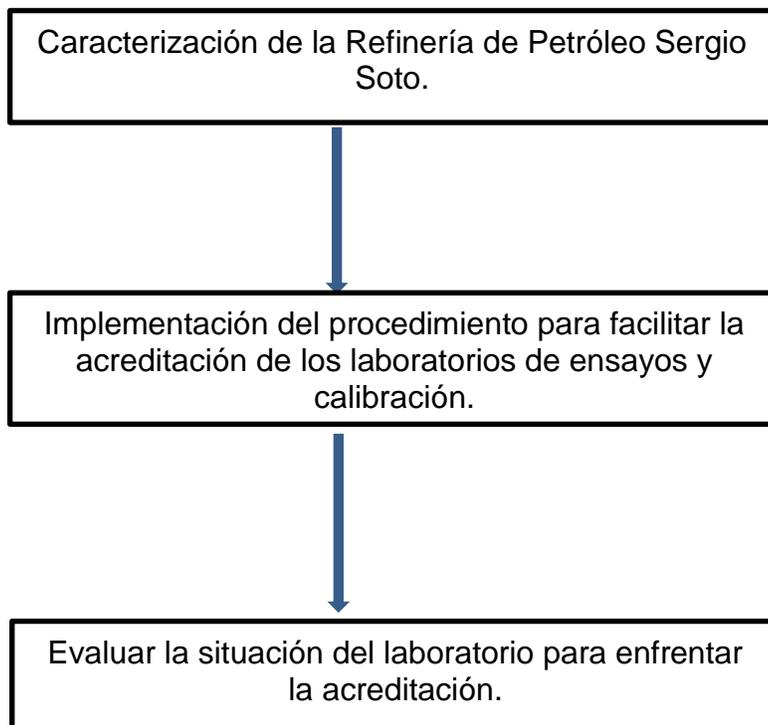 Caracterización de la Refinería de Petróleo Sergio
Soto.
Implementación del procedimiento para facilitar la
acreditación de los laboratorios de ensayos y
calibración.
Evaluar la situación del laboratorio para enfrentar
la acreditación.